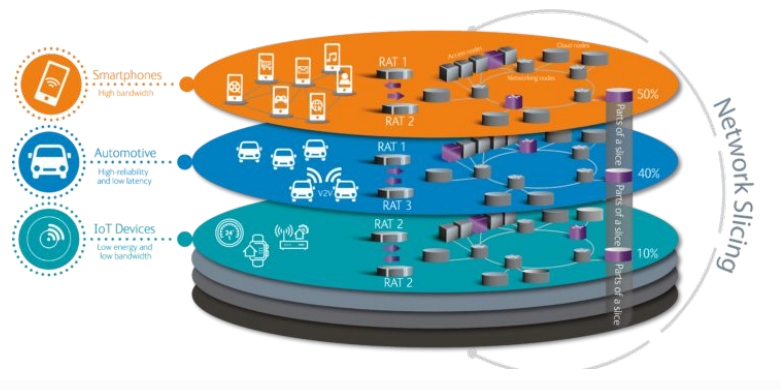 Smartphones
High bandwidth
RAT 1
RAT 2
Access nodes
Cloud nodes
Networking nodes
50%
Parts of a slice
Automotive
High-reliability
and low latency
V2V
RAT 1
RAT 3
40%
Parts of a slice
IoT Devices
Low energy and
low bandwidth
RAT 2
RAT 2
10%
Parts of a slice
Network Slicing